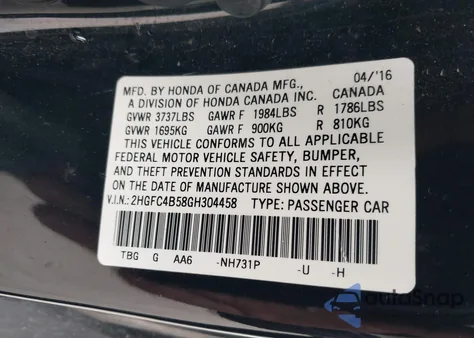 MFD. BY HONDA OF CANADA MFG., 04/'16
A DIVISION OF HONDA CANADA INC. CANADA
GVWR 3737LBS GAWR F 1984LBS R 1786LBS
GVWR 1695KG GAWR F 900KG R 810KG
THIS VEHICLE CONFORMS TO ALL APPLICABLE
FEDERAL MOTOR VEHICLE SAFETY, BUMPER,
AND THEFT PREVENTION STANDARDS IN EFFECT
ON THE DATE OF MANUFACTURE SHOWN ABOVE.
V.I.N.: 2HGFC4B58GH304458 TYPE: PASSENGER CAR
TBG G AA6 -NH731P -U -H
autoSnap